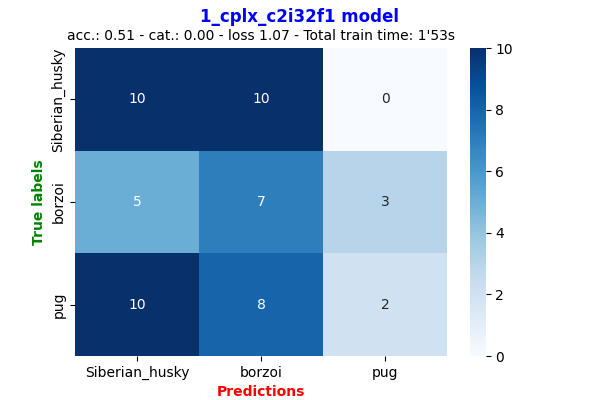 1_cplx_c2i32f1 model
acc.: 0.51 - cat.: 0.00 - loss 1.07 - Total train time: 1'53s
True labels
Siberian_husky
10 10 0
borzoi
5 7 3
pug
10 8 2
Siberian_husky borzoi pug
Predictions
10
8
6
4
2
0